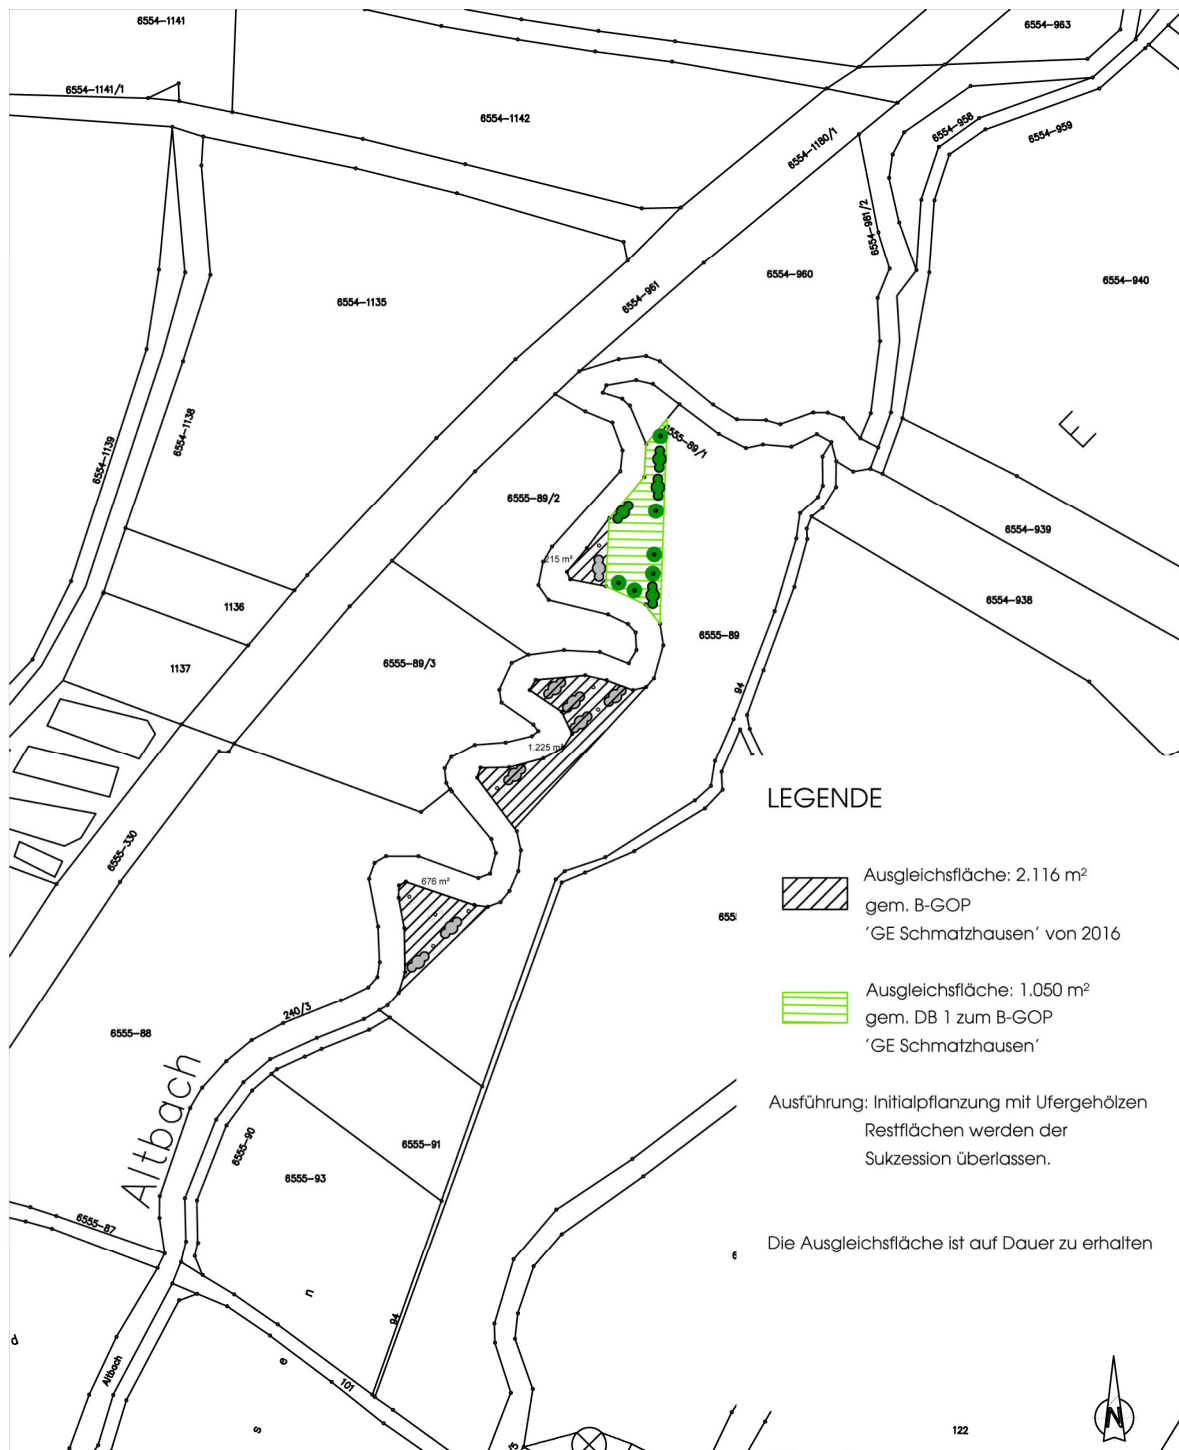 6554-1141
6554-963
6554-1141/1
6554-1142
6554-958
6554-959
6554-1180/1
6554-981/2
6554-960
6554-940
6554-961
6554-1135
6554-1138
6554-1139
E
6555-89/1
6555-89/2
215 m²
6554-939
1136
6554-938
6555-89
6555-89/3
1137
94
1.225 m²
LEGENDE
6555-330
676 m²
Ausgleichsfläche: 2.116 m²
gem. B-GOP
'GE Schmatzhausen' von 2016
Ausgleichsfläche: 1.050 m²
gem. DB 1 zum B-GOP
'GE Schmatzhausen'
240/3
6555-88
Altbach
Ausführung: Initialpflanzung mit Ufergehölzen
Restflächen werden der
Sukzession überlassen.
6555-90
6555-91
6555-93
6555-87
Die Ausgleichsfläche ist auf Dauer zu erhalten
n
94
d
e
Altbach
101
s
122
N